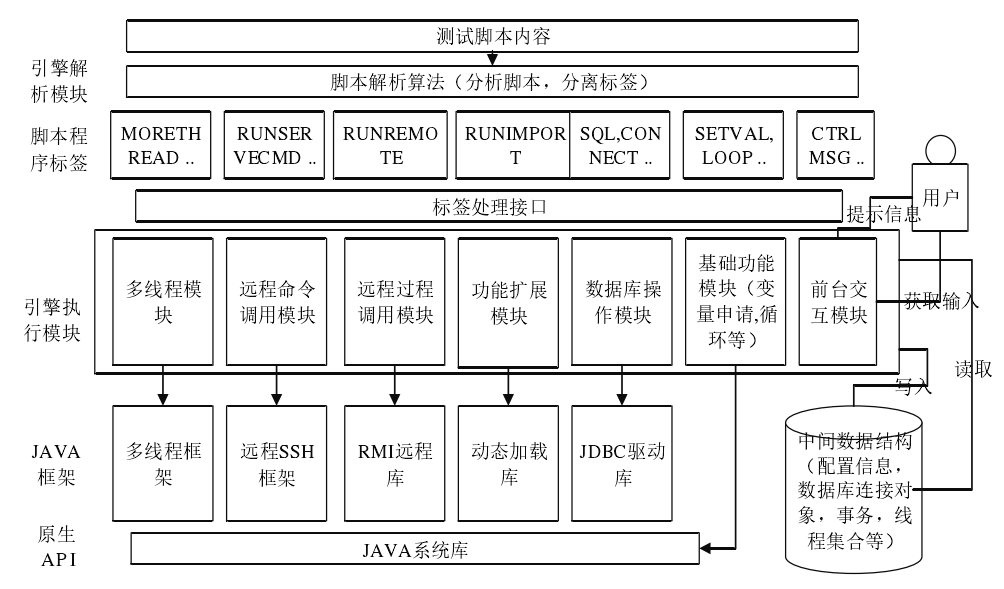 测试脚本内容
引擎解
析模块
脚本解析算法（分析脚本，分离标签）
脚本程
序标签
MORETH
READ ..
RUNSER
VECMD ..
RUNREMO
TE
RUNIMPOR
T
SQL,CON
NECT ..
SETVAL,
LOOP ..
CTRL
MSG ..
用户
标签处理接口
提示信息
引擎执
行模块
多线程模
块
远程命令
调用模块
远程过程
调用模块
功能扩展
模块
数据库操
作模块
基础功能
模块（变
量申请,循
环等）
前台交
互模块
获取输入
读取
写入
JAVA
框架
多线程框
架
远程SSH
框架
RMI远程
库
动态加载
库
JDBC驱动
库
中间数据结构
（配置信息，
数据库连接对
象，事务，线
程集合等）
原生
API
JAVA系统库